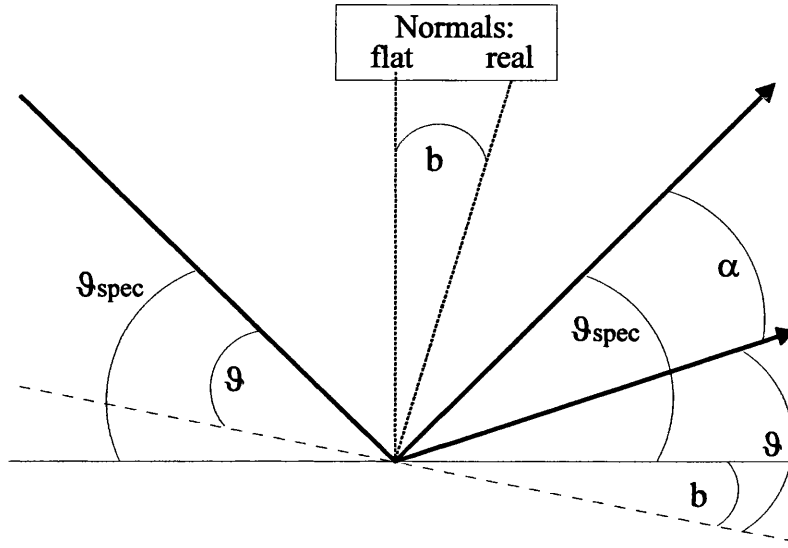 Normals:
flat real
b
α
ϑspec
ϑspec
ϑ
ϑ
b